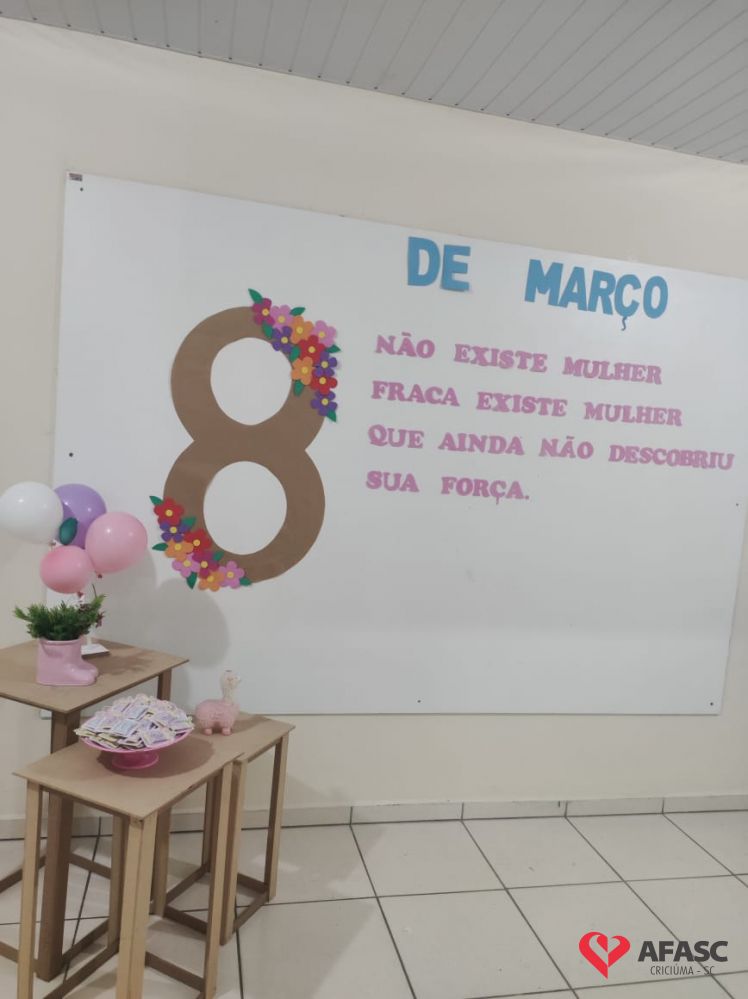 8
DE MARÇO
NÃO EXISTE MULHER
FRACA EXISTE MULHER
QUE AINDA NÃO DESCOBRIU
SUA FORÇA.
AFASC
CRICIÚMA - SC